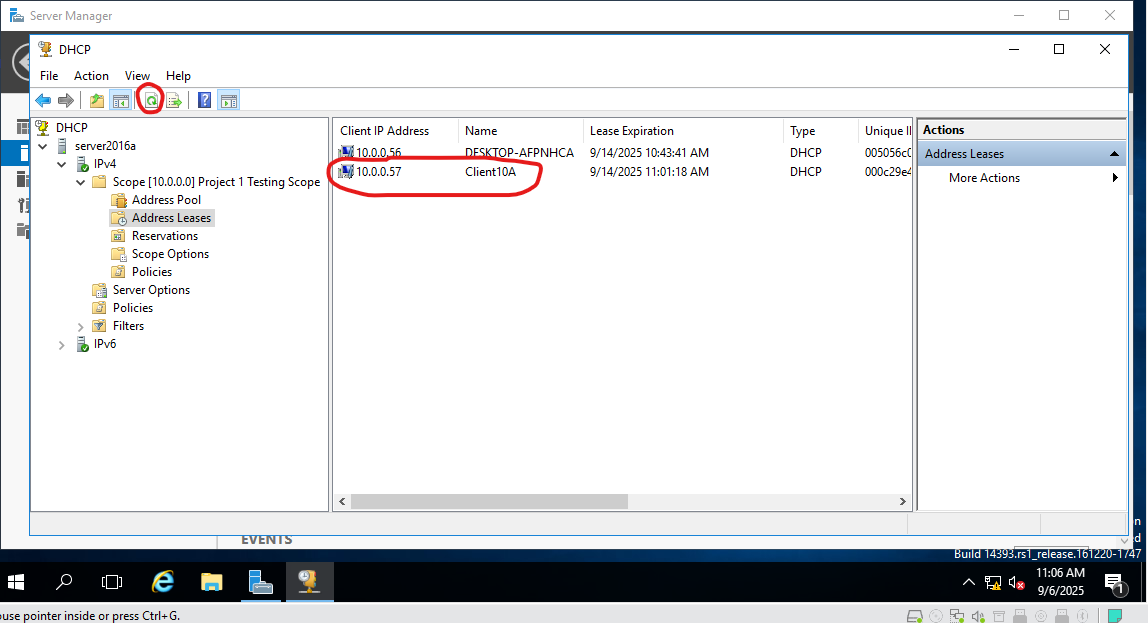 Server Manager
DHCP
File Action View Help
DHCP
server2016a
IPv4
Scope [10.0.0.0] Project 1 Testing Scope
Address Pool
Address Leases
Reservations
Scope Options
Policies
Server Options
Policies
Filters
IPv6
Client IP Address Name Lease Expiration Type Unique I
10.0.0.56 DESKTOP-AFPNHCA 9/14/2025 10:43:41 AM DHCP 005056c0
10.0.0.57 Client10A 9/14/2025 11:01:18 AM DHCP 000c29e4
Actions
Address Leases
More Actions
EVENTS
n
d
Build 14393.rs1_release.161220-1747
11:06 AM
9/6/2025
1
ouse pointer inside or press Ctrl+G.